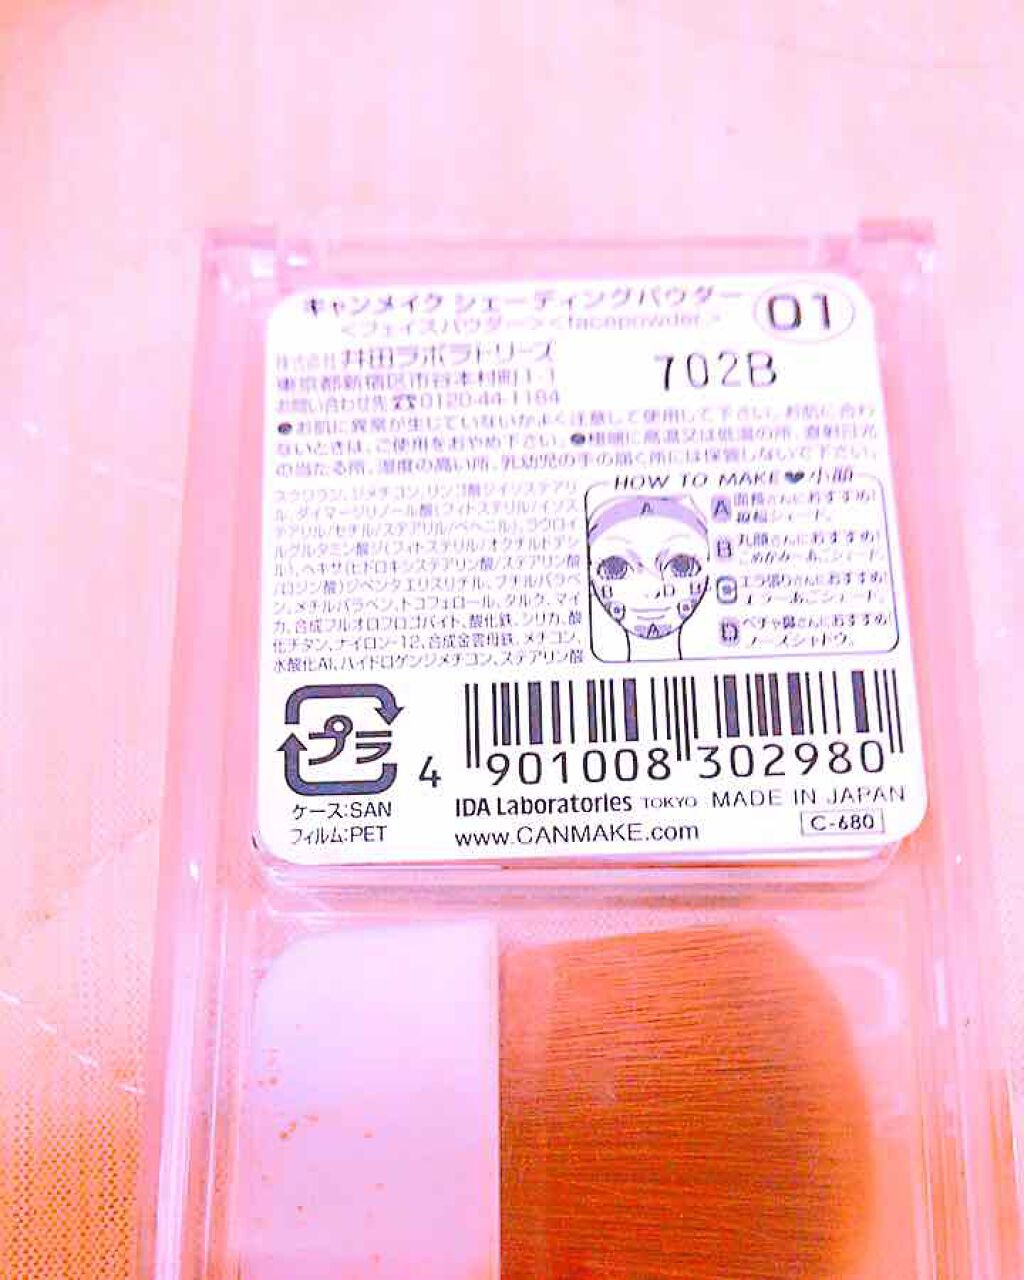 キャンメイク シェーディングパウダー
01
<フェイスパウダー><facepowder>
株式会社 井田ラボラトリーズ
702B
東京都新宿区市谷本村町1-1
お問い合わせ先☎0120-44-1184
●お肌に異常が生じていないかよく注意して使用して下さい。お肌に合わ
ないときは、ご使用をおやめ下さい。●極端に高温又は低温の所、直射日光
の当たる所、湿度の高い所、乳幼児の手の届く所には保管しないで下さい。
スクワラン、ジメチコン、リンゴ酸ジイソステアリ
ル、ダイマージリノール酸(フィトステリル/イソス
テアリル/セチル/ステアリル/ベヘニル)、ラウロイ
ルグルタミン酸ジ(フィトステリル/オクチルドデシ
ル)、ヘキサ(ヒドロキシステアリン酸/ステアリン酸
/ロジン酸)ジペンタエリスリチル、ブチルパラベ
ン、メチルパラベン、トコフェロール、タルク、マイ
カ、合成フルオロフロゴパイト、酸化鉄、シリカ、酸
化チタン、ナイロン-12、合成金雲母鉄、メチコン、
水酸化Al、ハイドロゲンジメチコン、ステアリン酸
HOW TO MAKE♥小顔
A 面長さんにおすすめ!
シェード。
B 丸顔さんにおすすめ!
こめかみ〜あごシェード。
C エラ張りさんにおすすめ!
エラ〜あごシェード。
D ペチャ鼻さんにおすすめ!
ノーズシャドウ。
A
B D B
C C
A
プラ
ケース:SAN
フィルム:PET
4 901008 302980
IDA Laboratories TOKYO MADE IN JAPAN
www.CANMAKE.com
C-680